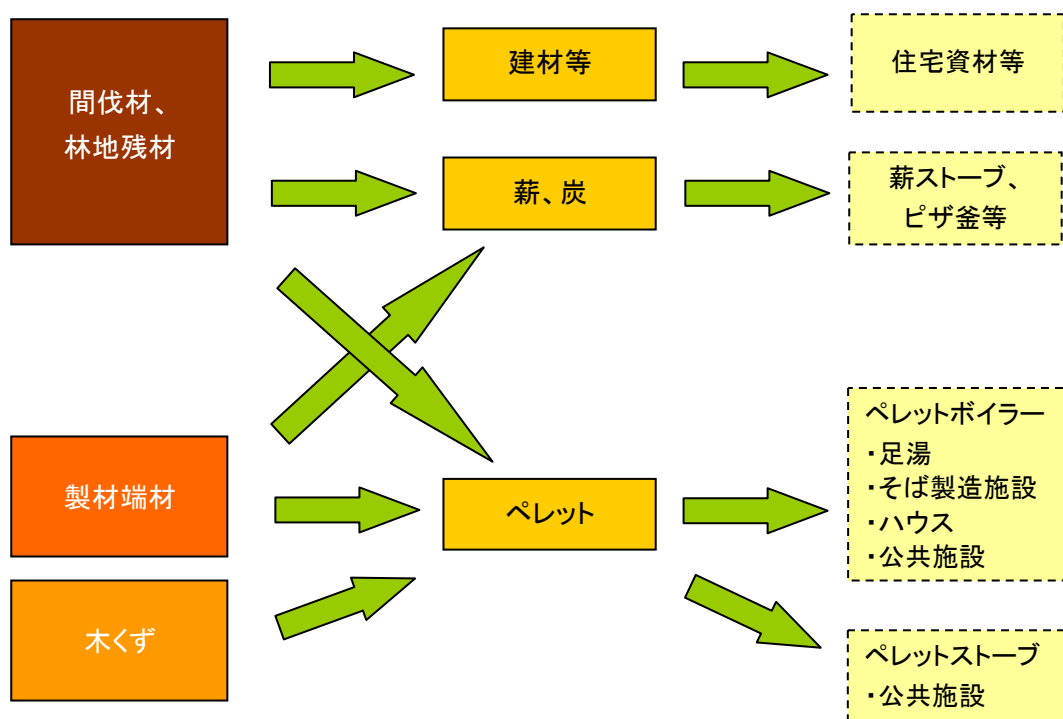 間伐材、
林地残材
建材等
住宅資材等
薪、炭
薪ストーブ、
ピザ釜等
製材端材
ペレット
ペレットボイラー
・足湯
・そば製造施設
・ハウス
・公共施設
木くず
ペレットストーブ
・公共施設